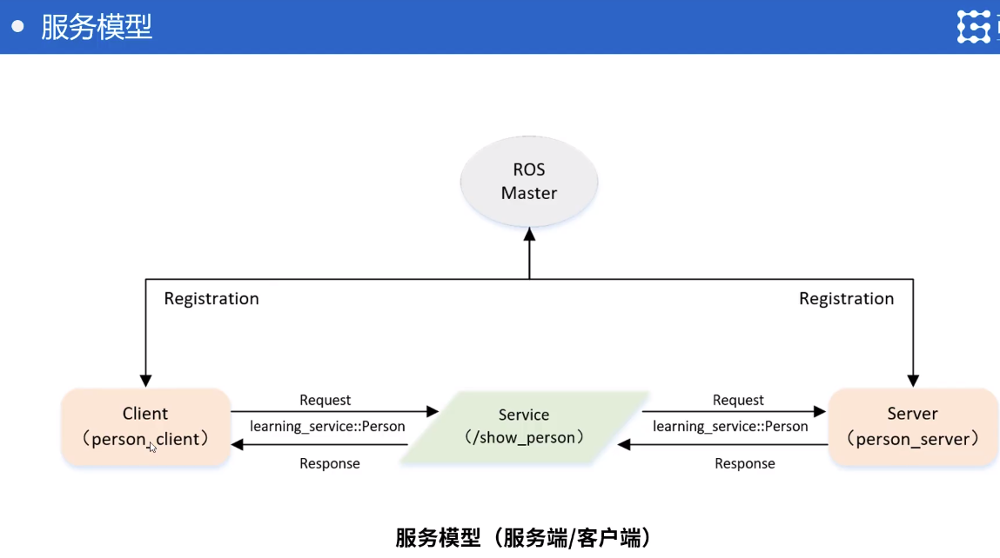 服务模型
ROS
Master
Registration
Registration
Client
（person_client）
Request
learning_service::Person
Response
Service
（/show_person）
Request
learning_service::Person
Response
Server
（person_server）
服务模型（服务端/客户端）